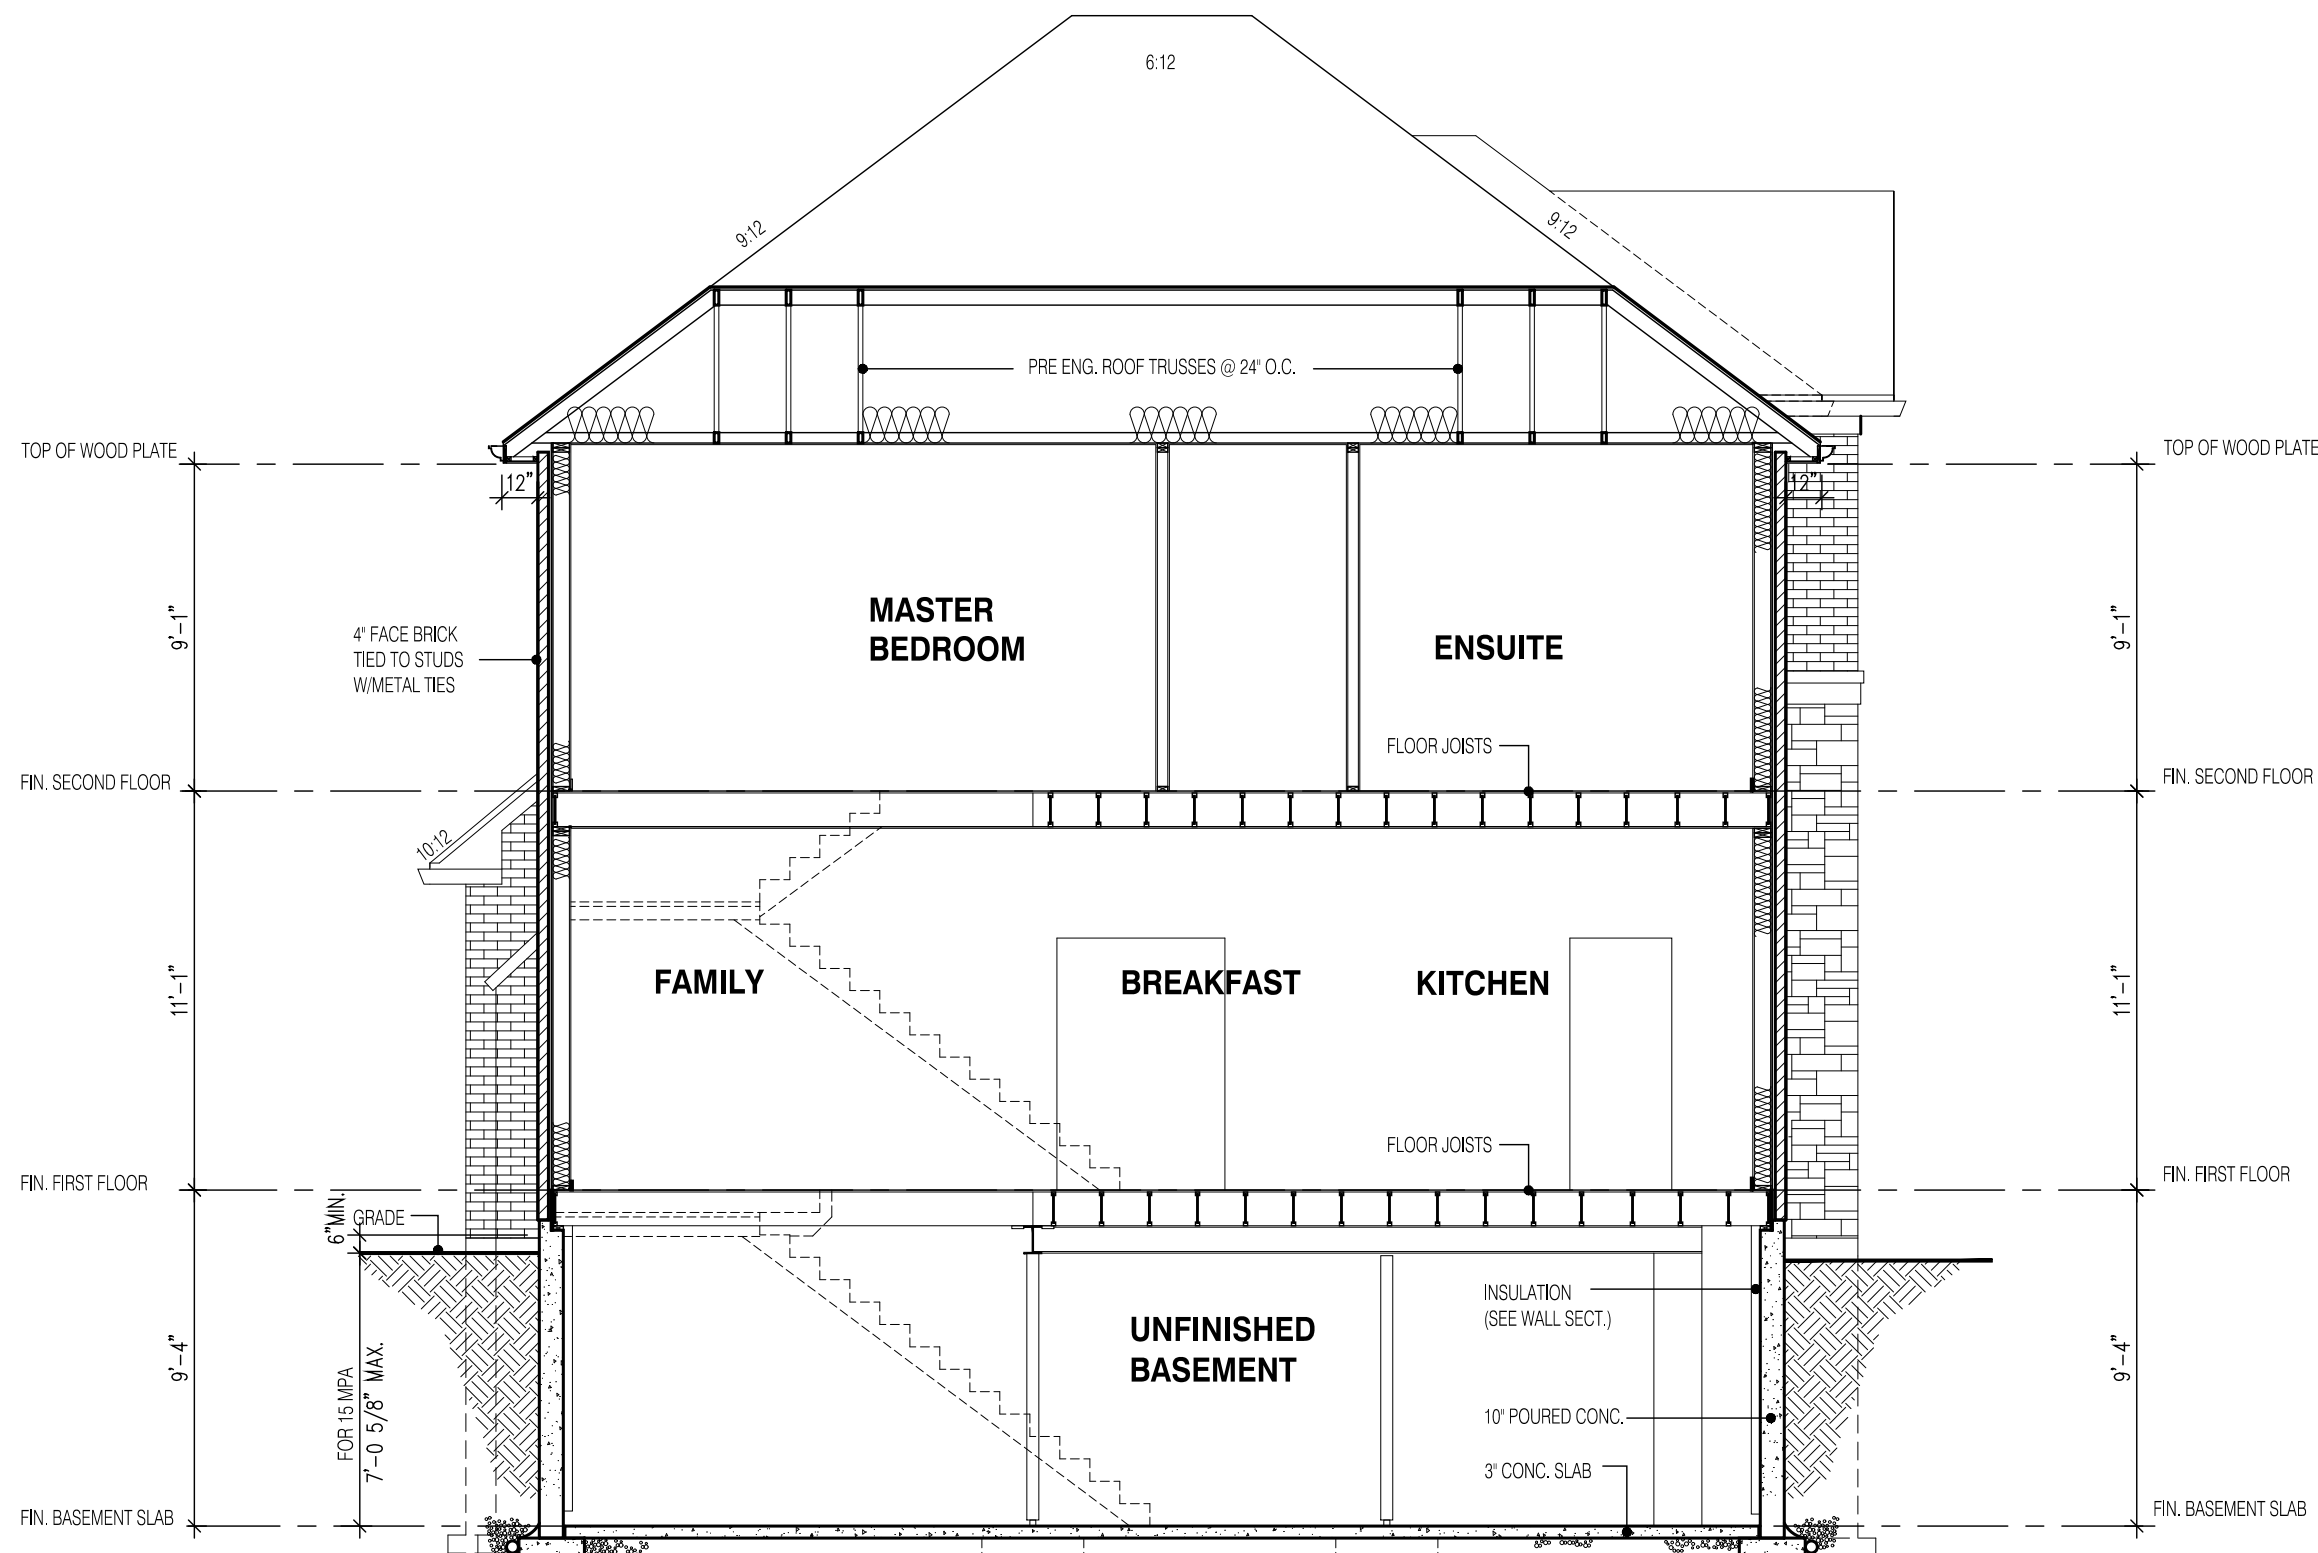 6:12
9:12
9:12
PRE ENG. ROOF TRUSSES @ 24" O.C.
TOP OF WOOD PLATE
TOP OF WOOD PLATE
12"
12"
9'-1"
9'-1"
4" FACE BRICK
TIED TO STUDS
W/METAL TIES
MASTER
BEDROOM
ENSUITE
FLOOR JOISTS
FIN. SECOND FLOOR
FIN. SECOND FLOOR
10:12
11'-1"
11'-1"
FAMILY
BREAKFAST
KITCHEN
FLOOR JOISTS
FIN. FIRST FLOOR
FIN. FIRST FLOOR
6"MIN.
GRADE
9'-4"
9'-4"
FOR 15 MPA
7'-0 5/8" MAX.
UNFINISHED
BASEMENT
INSULATION
(SEE WALL SECT.)
10" POURED CONC.
3" CONC. SLAB
FIN. BASEMENT SLAB
FIN. BASEMENT SLAB